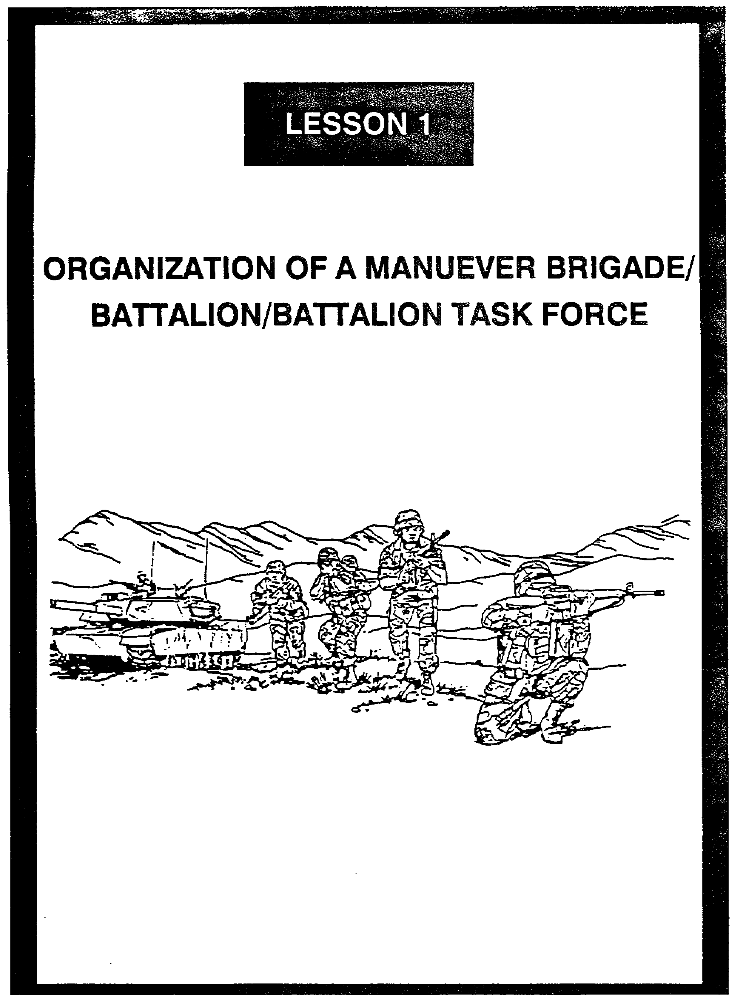 LESSON 1
ORGANIZATION OF A MANUEVER BRIGADE/
BATTALION/BATTALION TASK FORCE